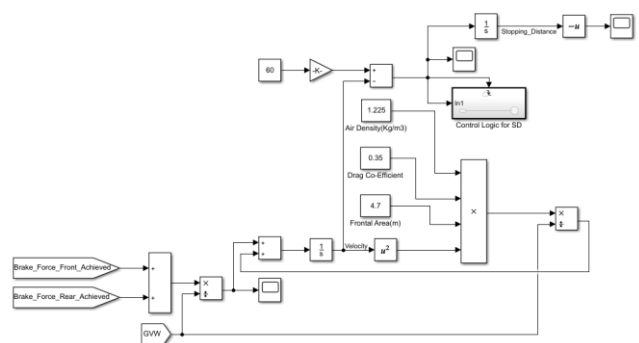 1
s
Stopping_Distance
-u
60
-K-
+
−
In1
Control Logic for SD
1.225
Air Density(Kg/m3)
0.35
Drag Co-Efficient
4.7
Frontal Area(m)
×
×
÷
+
+
1
s
Velocity
u²
Brake_Force_Front_Achieved
+
×
÷
Brake_Force_Rear_Achieved
+
GVW